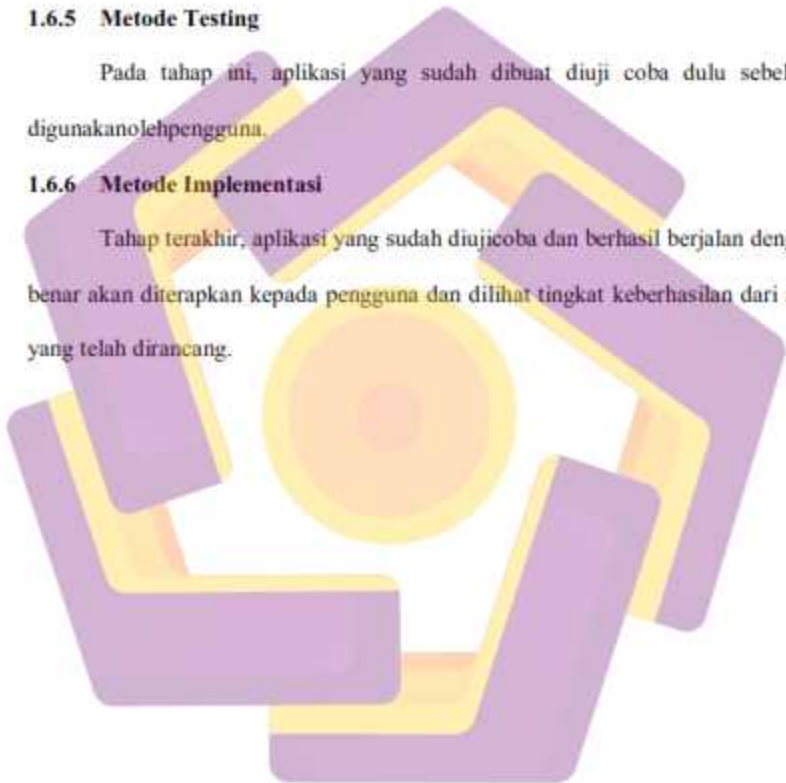 1.6.5 Metode Testing
Pada tahap ini, aplikasi yang sudah dibuat diuji coba dulu sebel
digunakanolehpengguna.
1.6.6 Metode Implementasi
Tahap terakhir, aplikasi yang sudah diujicoba dan berhasil berjalan deng
benar akan diterapkan kepada pengguna dan dilihat tingkat keberhasilan dari
yang telah dirancang.